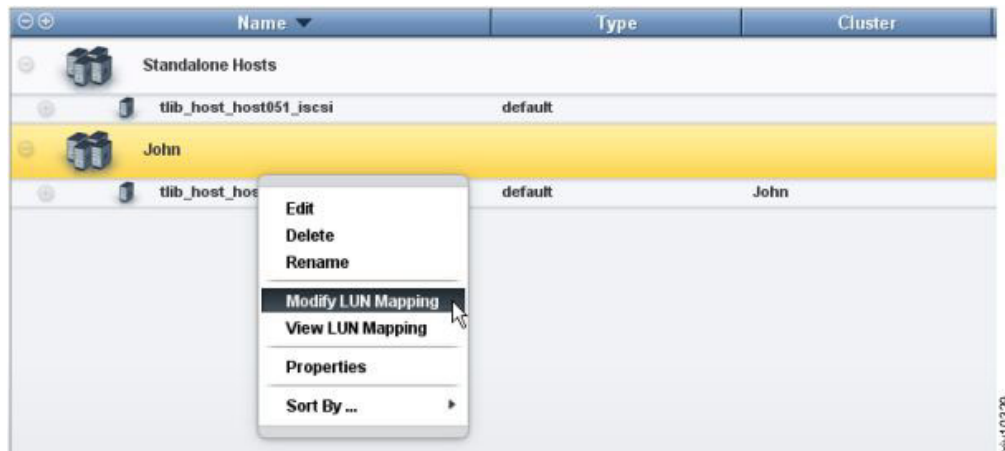 Name Type Cluster
Standalone Hosts
tlib_host_host051_iscsi default
John
tlib_host_hos default John
Edit
Delete
Rename
Modify LUN Mapping
View LUN Mapping
Properties
Sort By ...